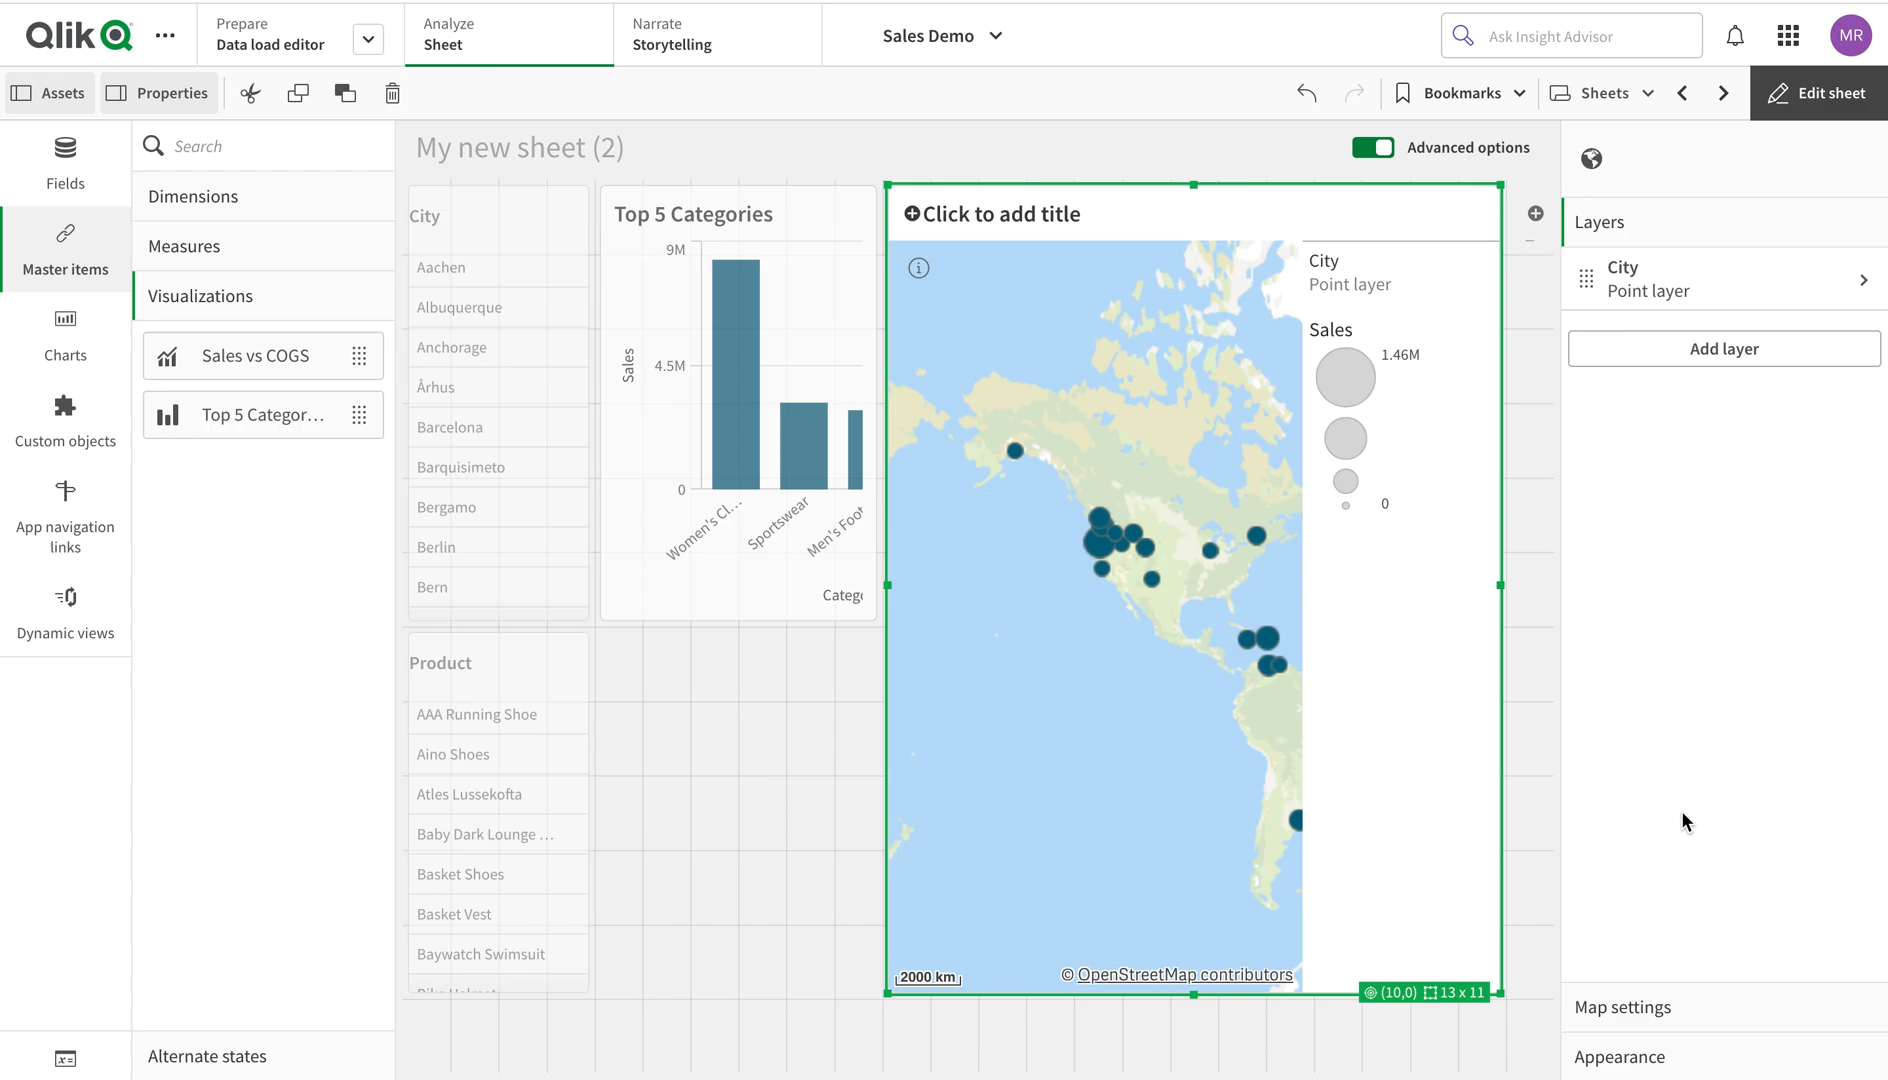 Qlik
Prepare
Data load editor
Analyze
Sheet
Narrate
Storytelling
Sales Demo
Ask Insight Advisor
MR
Assets
Properties
Bookmarks
Sheets
Edit sheet
Fields
Master items
Charts
Custom objects
App navigation
links
Dynamic views
Search
Dimensions
Measures
Visualizations
Sales vs COGS
Top 5 Categor...
Alternate states
My new sheet (2)
Advanced options
City
Aachen
Albuquerque
Anchorage
Århus
Barcelona
Barquisimeto
Bergamo
Berlin
Bern
Product
AAA Running Shoe
Aino Shoes
Atles Lussekofta
Baby Dark Lounge ...
Basket Shoes
Basket Vest
Baywatch Swimsuit
Top 5 Categories
Sales
9M
4.5M
0
Women's Cl...
Sportswear
Men's Foot
Catego
Click to add title
City
Point layer
Sales
1.46M
0
2000 km
© OpenStreetMap contributors
(10,0) 13 x 11
Layers
City
Point layer
Add layer
Map settings
Appearance